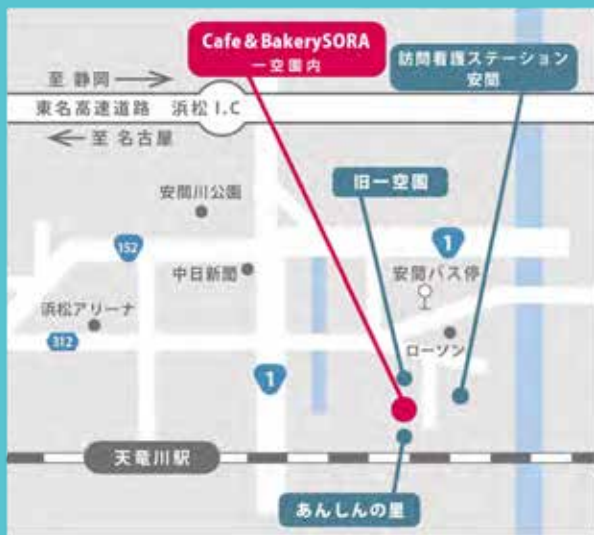 Cafe & BakerySORA
一空園内
訪問看護ステーション
安間
至 静岡
東名高速道路 浜松 I.C
至 名古屋
旧一空園
安間川公園
152
1
中日新聞
安間バス停
浜松アリーナ
312
ローソン
1
天竜川駅
あんしんの里